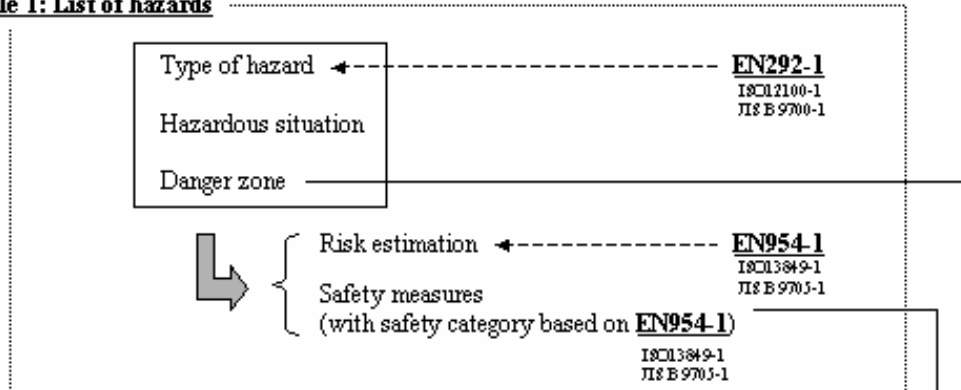 le 1: List of hazards
Type of hazard
EN292-1
ISO12100-1
JIS B 9700-1
Hazardous situation
Danger zone
Risk estimation
EN954-1
ISO13849-1
JIS B 9705-1
Safety measures
(with safety category based on EN954-1)
ISO13849-1
JIS B 9705-1